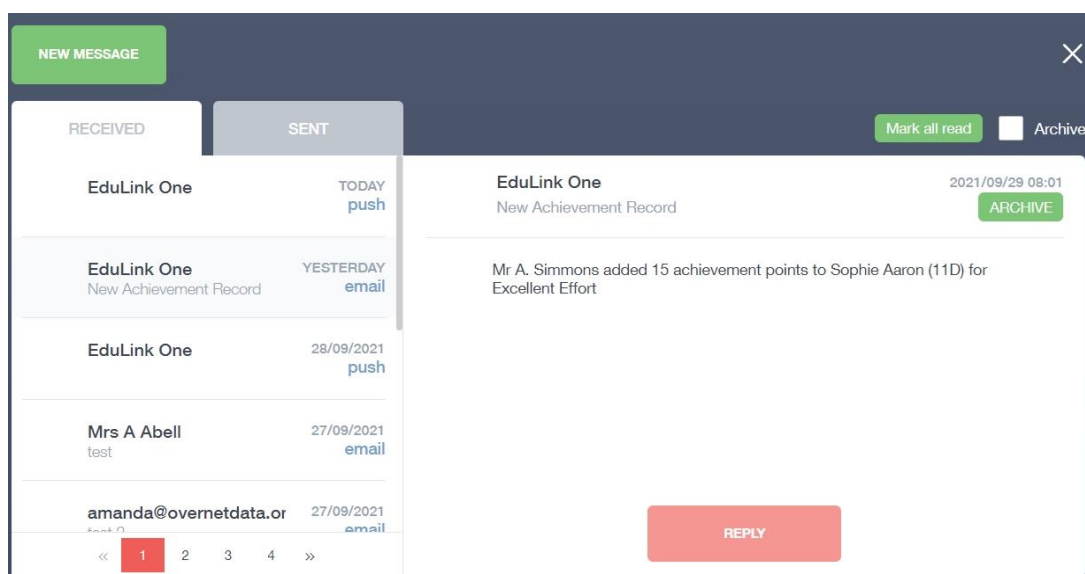 NEW MESSAGE
RECEIVED
SENT
Mark all read
Archive
EduLink One
TODAY
push
EduLink One
YESTERDAY
New Achievement Record
email
EduLink One
28/09/2021
push
Mrs A Abell
27/09/2021
test
email
amanda@overnetdata.or
27/09/2021
test 2
email
« 1 2 3 4 »
EduLink One
2021/09/29 08:01
New Achievement Record
ARCHIVE
Mr A. Simmons added 15 achievement points to Sophie Aaron (11D) for
Excellent Effort
REPLY